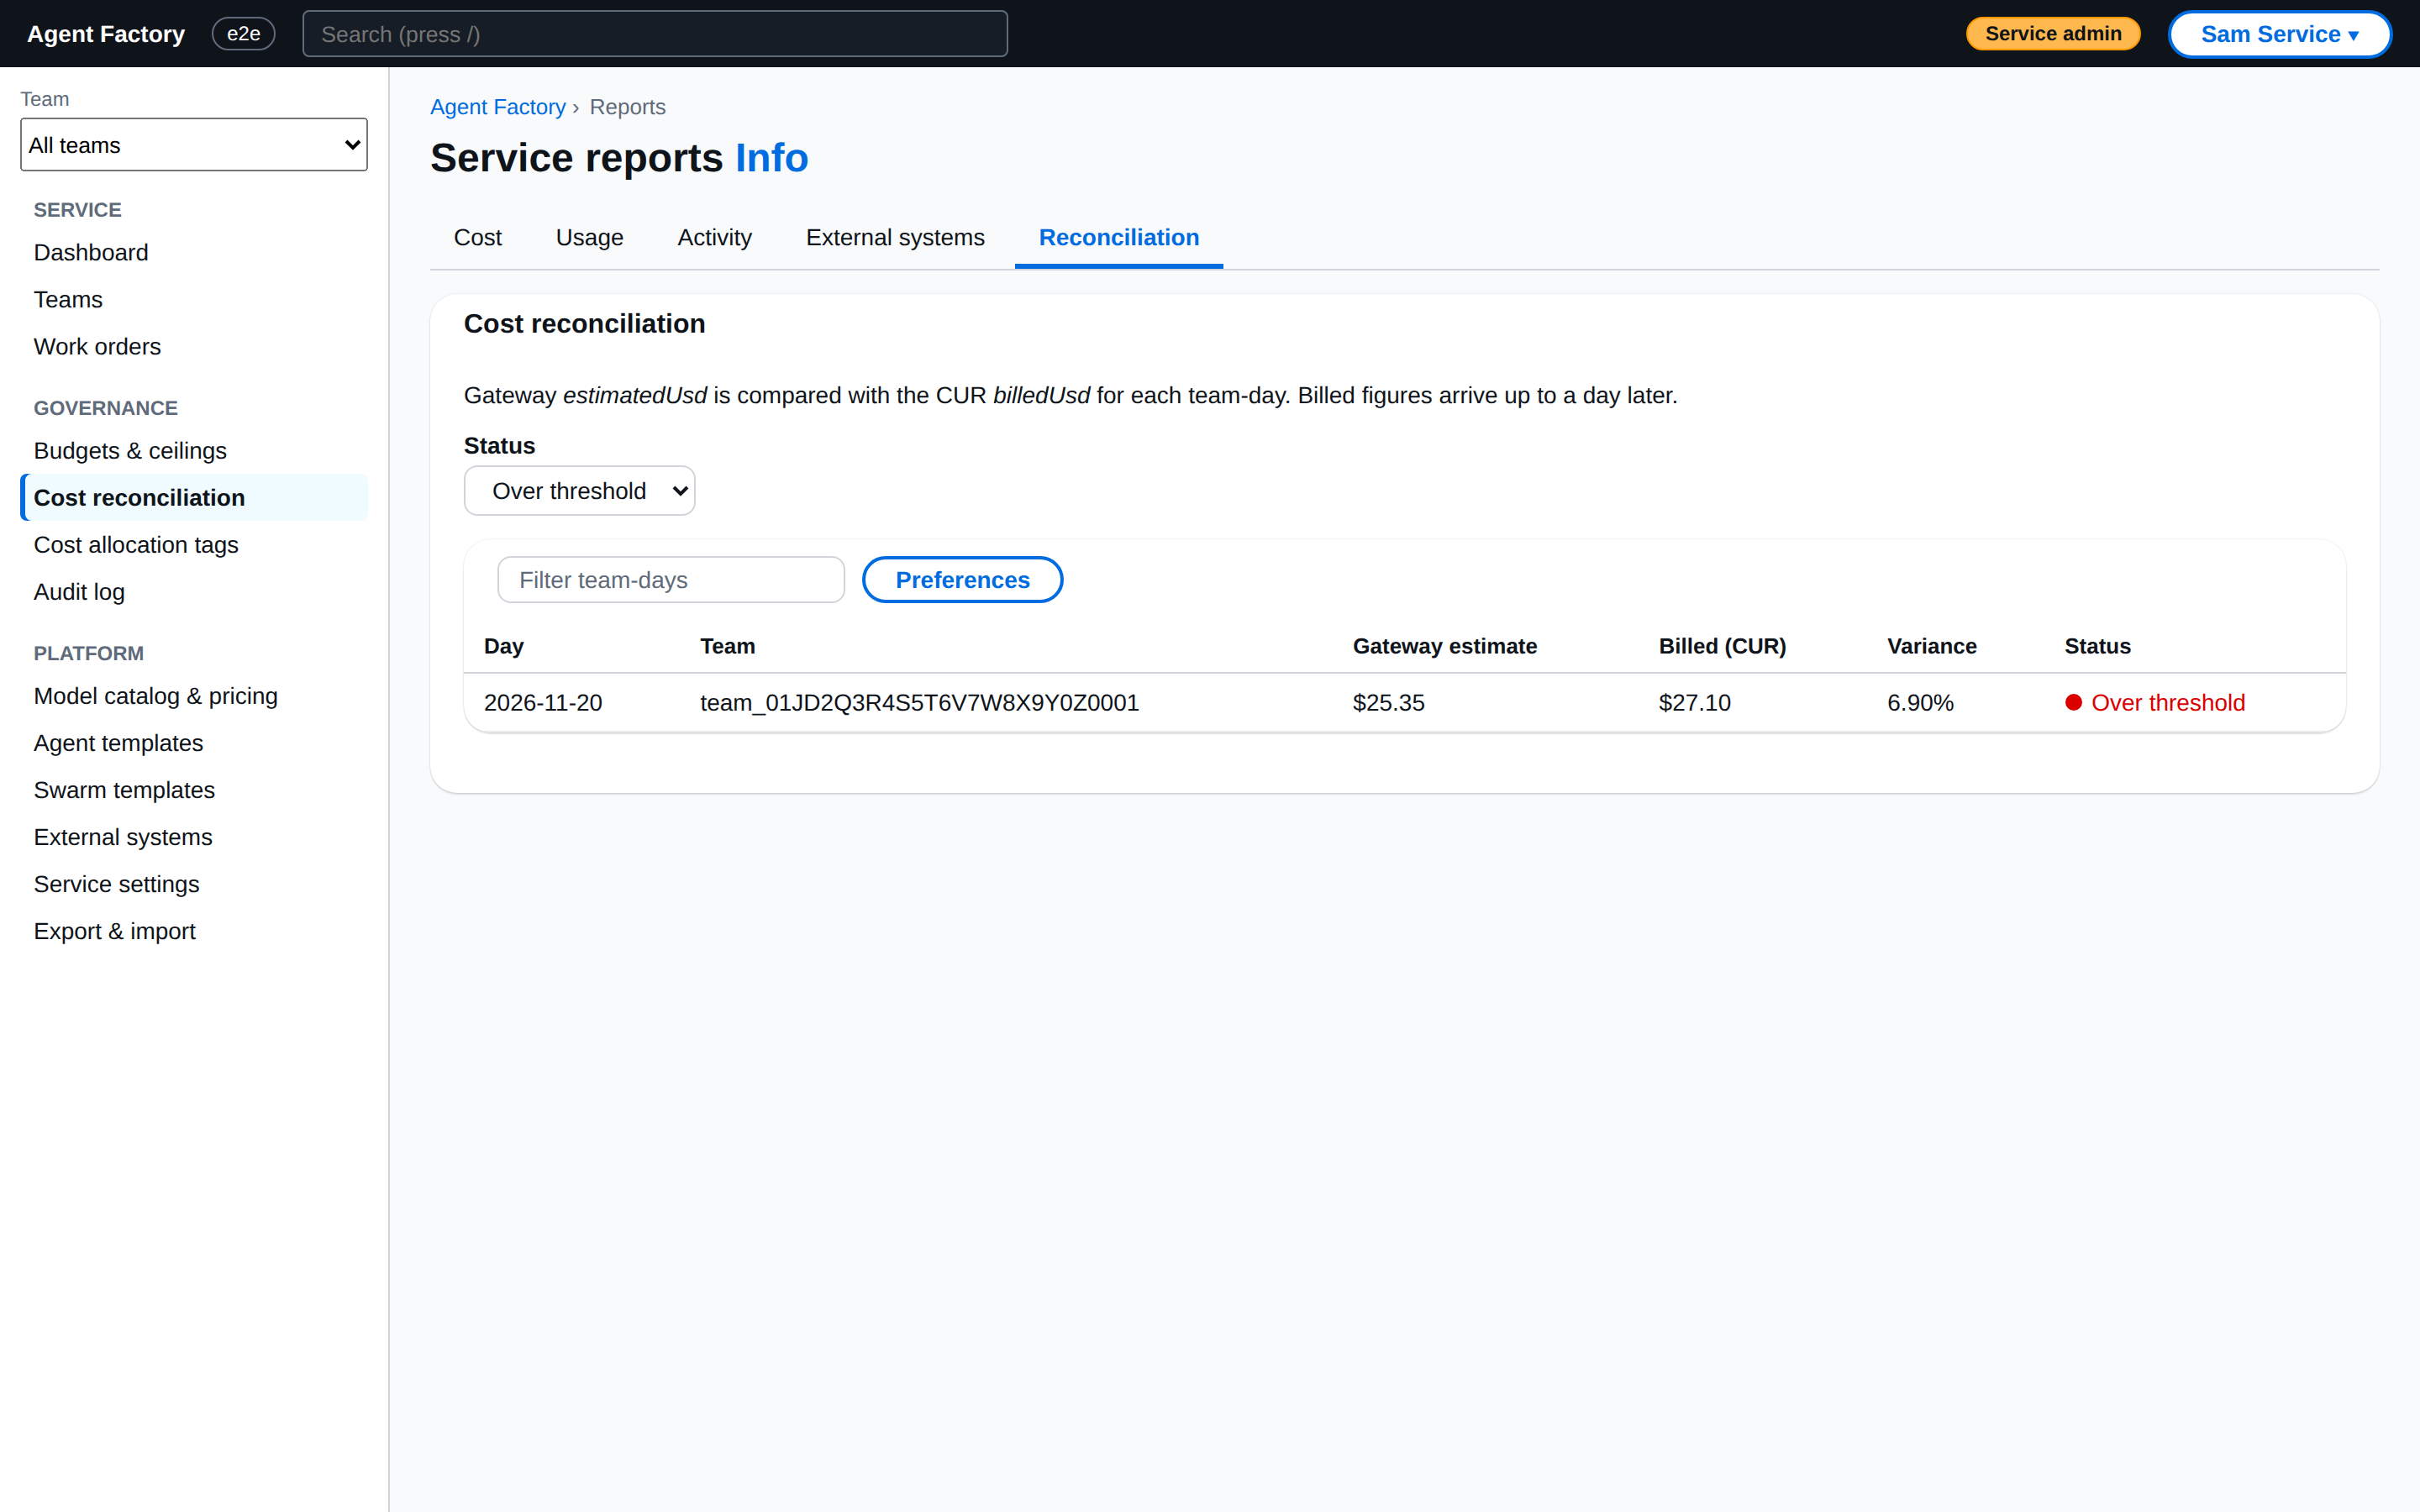 Agent Factory
e2e
Search (press /)
Service admin
Sam Service ▾
Team
All teams
SERVICE
Dashboard
Teams
Work orders
GOVERNANCE
Budgets & ceilings
Cost reconciliation
Cost allocation tags
Audit log
PLATFORM
Model catalog & pricing
Agent templates
Swarm templates
External systems
Service settings
Export & import
Agent Factory › Reports
Service reports Info
Cost Usage Activity External systems Reconciliation
Cost reconciliation
Gateway estimatedUsd is compared with the CUR billedUsd for each team-day. Billed figures arrive up to a day later.
Status
Over threshold
Filter team-days
Preferences
Day Team Gateway estimate Billed (CUR) Variance Status
2026-11-20 team_01JD2Q3R4S5T6V7W8X9Y0Z0001 $25.35 $27.10 6.90% Over threshold